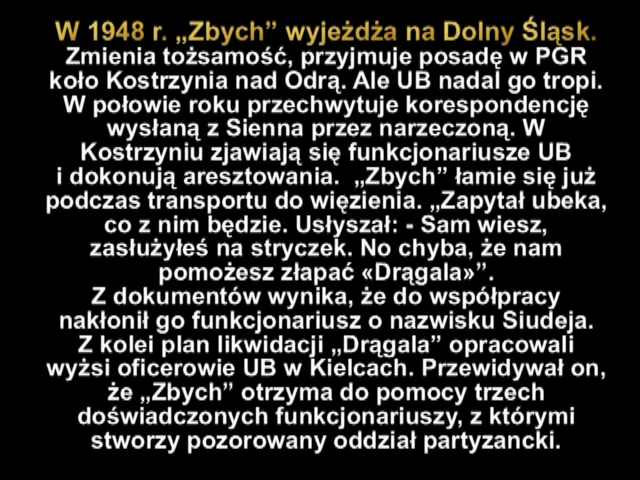 W 1948 r. „Zbych” wyjeżdża na Dolny Śląsk.
Zmienia tożsamość, przyjmuje posadę w PGR
koło Kostrzynia nad Odrą. Ale UB nadal go tropi.
W połowie roku przechwytuje korespondencję
wysłaną z Sienna przez narzeczoną. W
Kostrzyniu zjawiają się funkcjonariusze UB
i dokonują aresztowania. „Zbych” łamie się już
podczas transportu do więzienia. „Zapytał ubeka,
co z nim będzie. Usłyszał: - Sam wiesz,
zasłużyłeś na stryczek. No chyba, że nam
pomożesz złapać «Drągala»”.
Z dokumentów wynika, że do współpracy
nakłonił go funkcjonariusz o nazwisku Siudeja.
Z kolei plan likwidacji „Drągala” opracowali
wyżsi oficerowie UB w Kielcach. Przewidywał on,
że „Zbych” otrzyma do pomocy trzech
doświadczonych funkcjonariuszy, z którymi
stworzy pozorowany oddział partyzancki.